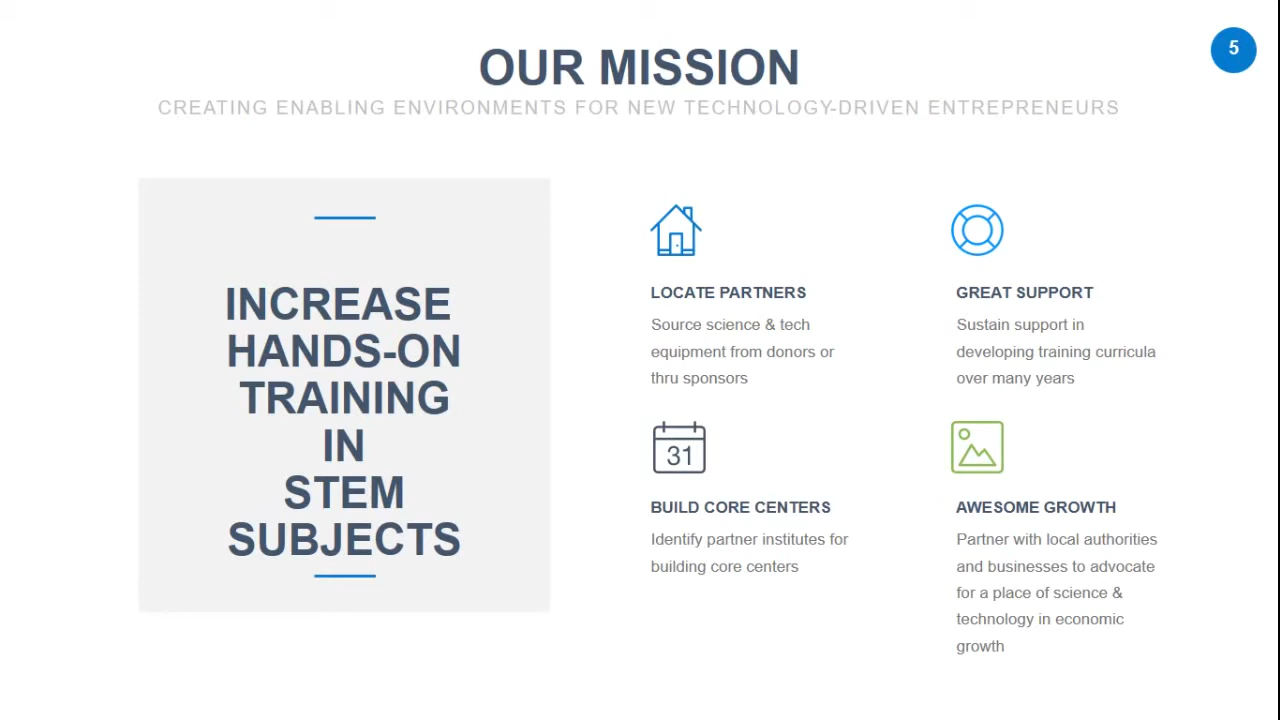 OUR MISSION
5
CREATING ENABLING ENVIRONMENTS FOR NEW TECHNOLOGY-DRIVEN ENTREPRENEURS
INCREASE
HANDS-ON
TRAINING
IN
STEM
SUBJECTS
LOCATE PARTNERS
Source science & tech
equipment from donors or
thru sponsors
GREAT SUPPORT
Sustain support in
developing training curricula
over many years
31
BUILD CORE CENTERS
Identify partner institutes for
building core centers
AWESOME GROWTH
Partner with local authorities
and businesses to advocate
for a place of science &
technology in economic
growth